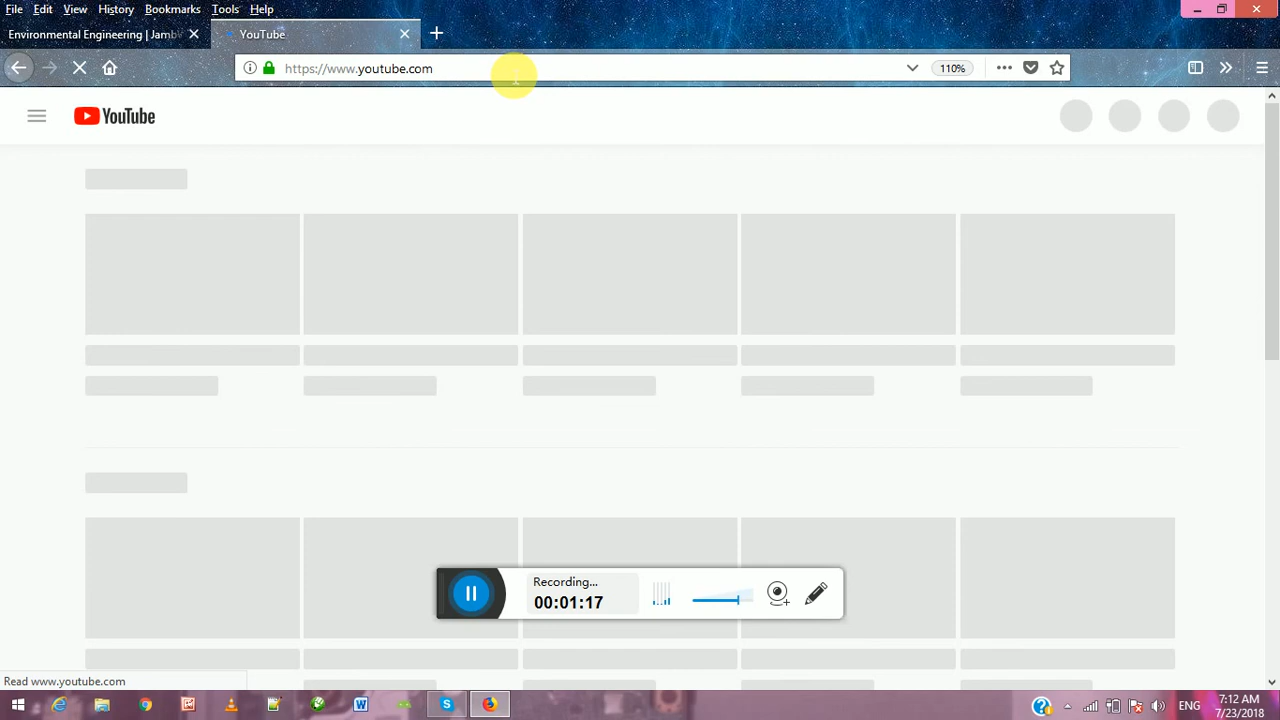 File Edit View History Bookmarks Tools Help
Environmental Engineering | Jamb
YouTube
https://www.youtube.com
110%
YouTube
Recording...
00:01:17
Read www.youtube.com
ENG
7:12 AM
7/23/2018